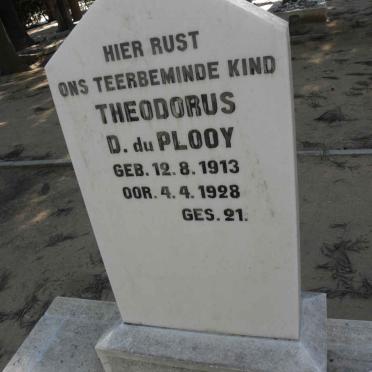 HIER RUST
ONS TEERBEMINDE KIND
THEODORUS
D. du PLOOY
GEB. 12. 8. 1913
OOR. 4. 4. 1928
GES. 21.